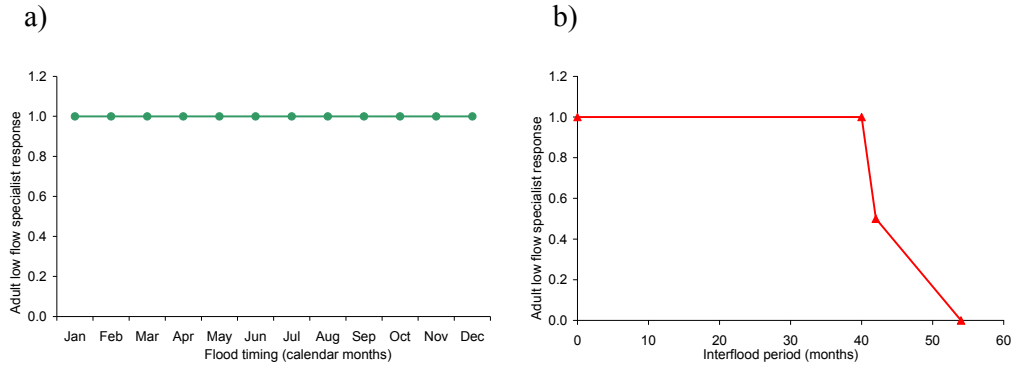 a)
1.2
1.0
0.8
0.6
0.4
0.2
0.0
Adult low flow specialist response
Jan Feb Mar Apr May Jun Jul Aug Sep Oct Nov Dec
Flood timing (calendar months)
b)
1.2
1.0
0.8
0.6
0.4
0.2
0.0
Adult low flow specialist response
0 10 20 30 40 50 60
Interflood period (months)